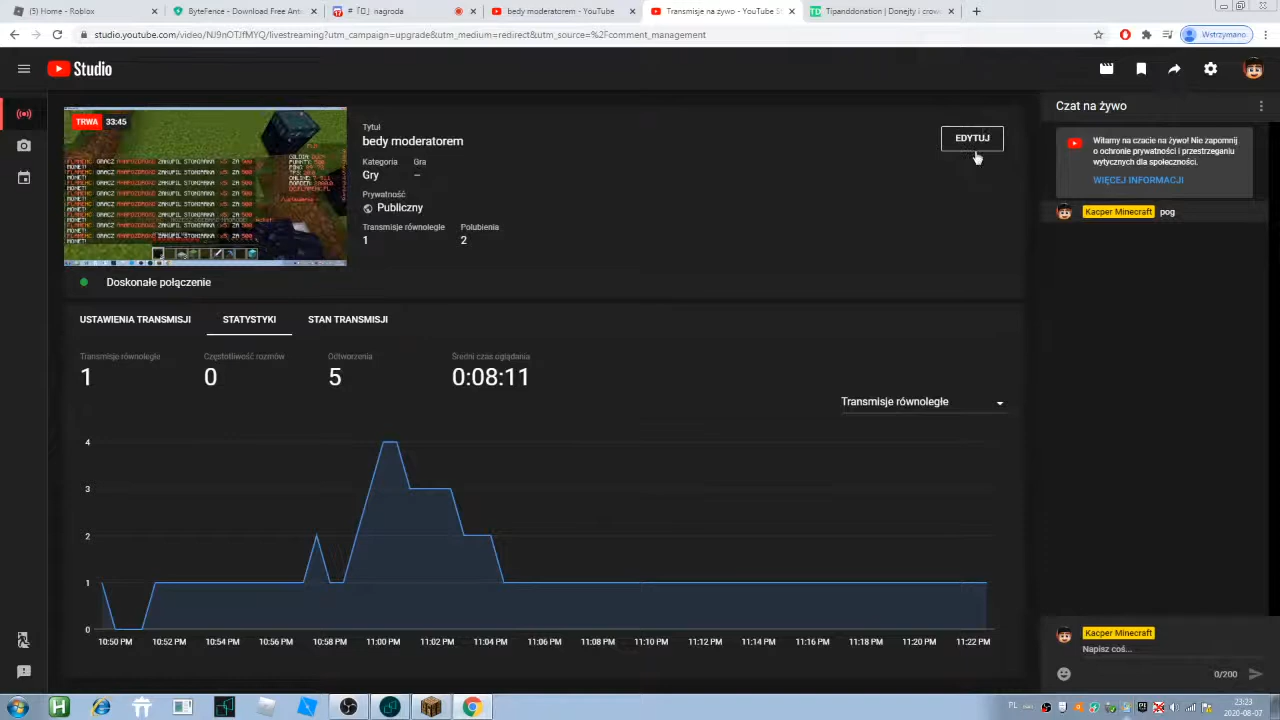 (5) Home - Roblox
ByteFence - Download Free Ant
# [TD] nagroda
bedy moderatorem - YouTube
Transmisje na żywo - YouTube S
Tipanddonation | Donejty i crow
studio.youtube.com/video/NJ9nOTJfMYQ/livestreaming?utm_campaign=upgrade&utm_medium=redirect&utm_source=%2Fcomment_management
Wstrzymano
Studio
TRWA 33:45
Tytuł
bedy moderatorem
EDYTUJ
Kategoria Gra
Gry –
Prywatność
Publiczny
Transmisje równoległe Polubienia
1 2
Doskonałe połączenie
USTAWIENIA TRANSMISJI STATYSTYKI STAN TRANSMISJI
Transmisje równoległe Częstotliwość rozmów Odtworzenia Średni czas oglądania
1 0 5 0:08:11
Transmisje równoległe
4
3
2
1
0
10:50 PM 10:52 PM 10:54 PM 10:56 PM 10:58 PM 11:00 PM 11:02 PM 11:04 PM 11:06 PM 11:08 PM 11:10 PM 11:12 PM 11:14 PM 11:16 PM 11:18 PM 11:20 PM 11:22 PM
Czat na żywo
Witamy na czacie na żywo! Nie zapomnij
o ochronie prywatności i przestrzeganiu
wytycznych dla społeczności.
WIĘCEJ INFORMACJI
Kacper Minecraft pog
Kacper Minecraft
Napisz coś...
0/200
PL
23:23
2020-08-07